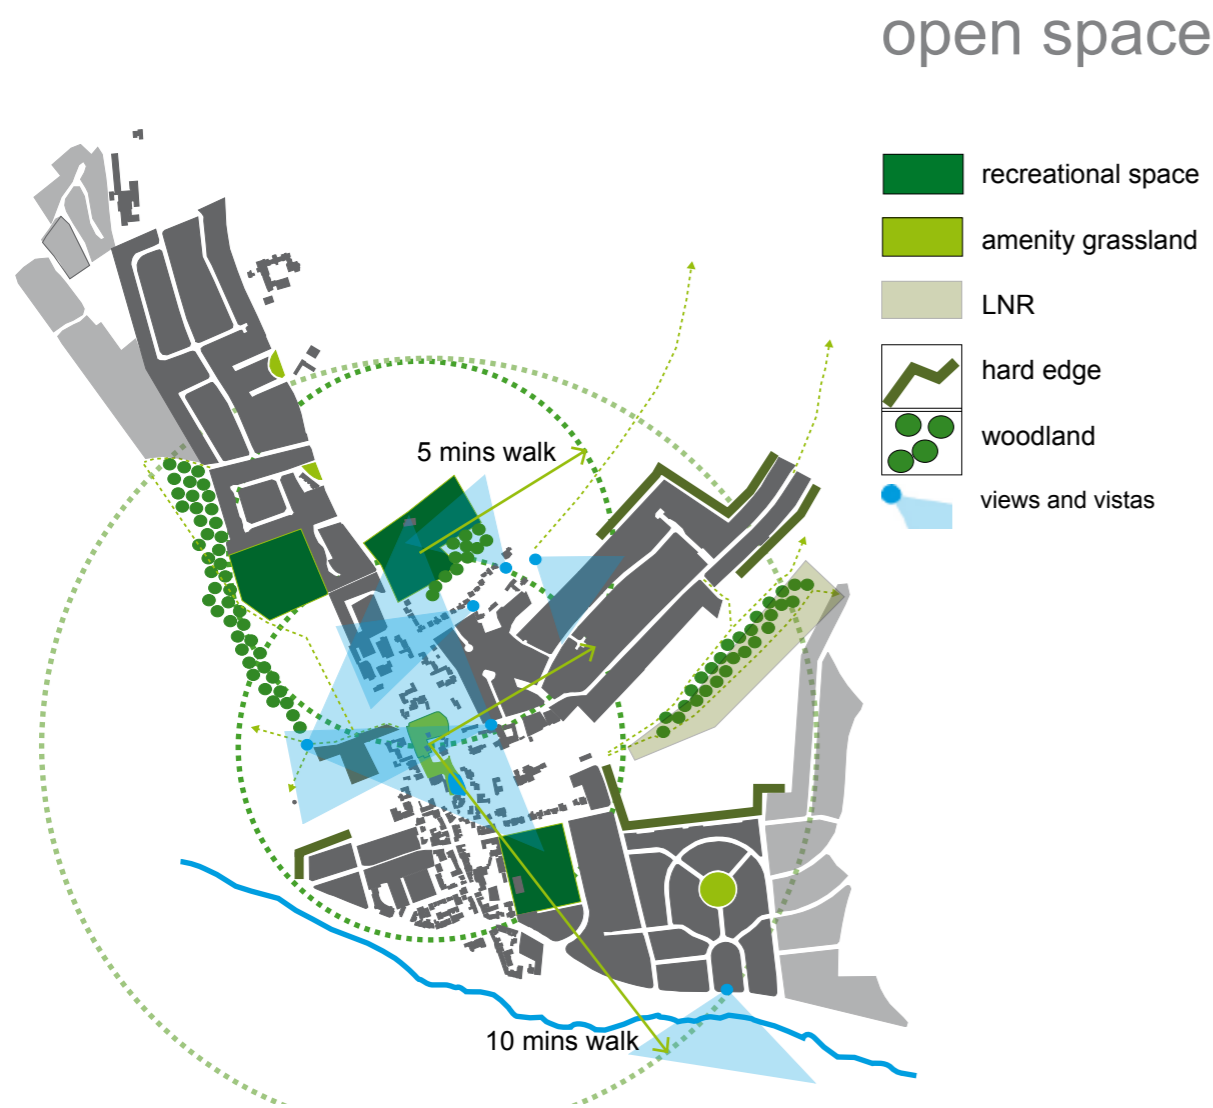 open space
recreational space
amenity grassland
LNR
hard edge
woodland
views and vistas
5 mins walk
10 mins walk